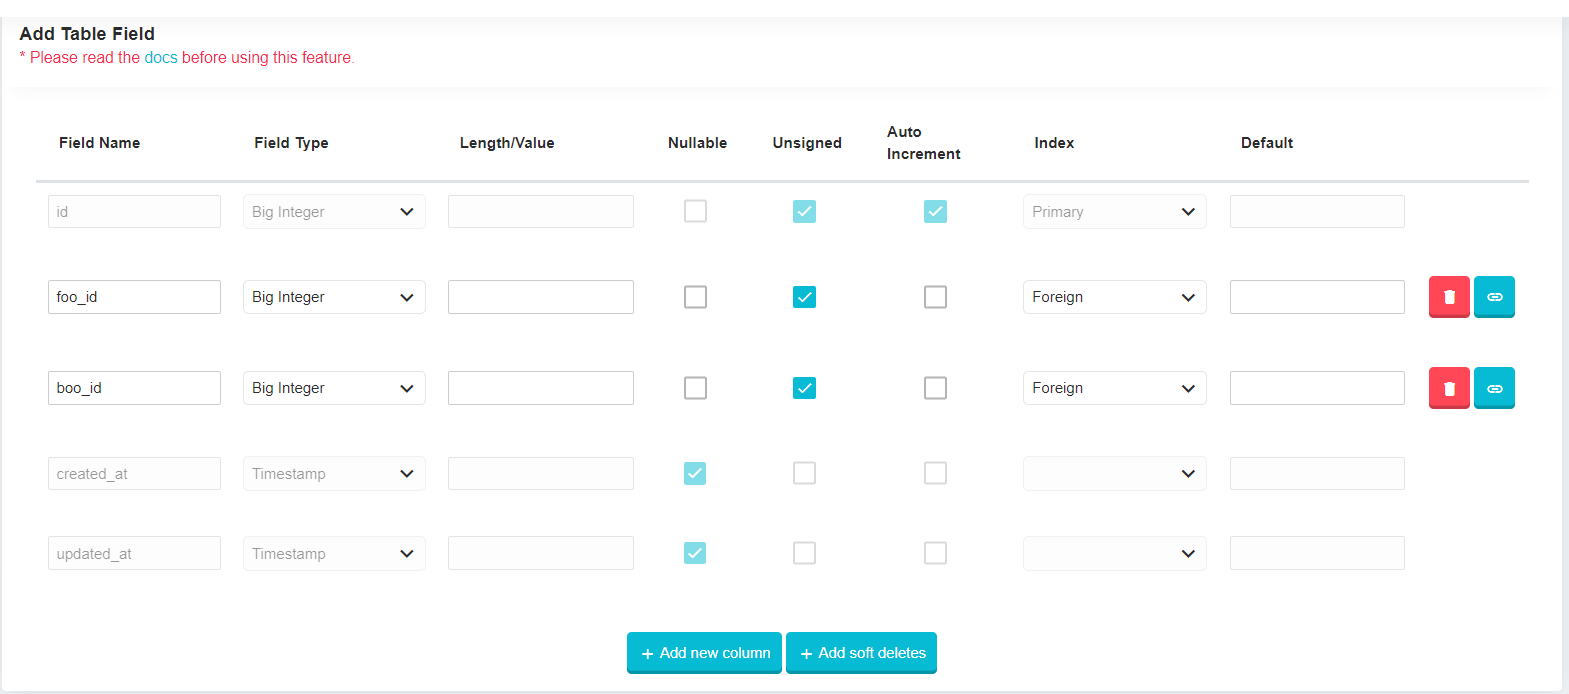 Add Table Field
* Please read the docs before using this feature.
Field Name Field Type Length/Value Nullable Unsigned Auto Increment Index Default
id Big Integer Primary
foo_id Big Integer Foreign
boo_id Big Integer Foreign
created_at Timestamp
updated_at Timestamp
+ Add new column + Add soft deletes